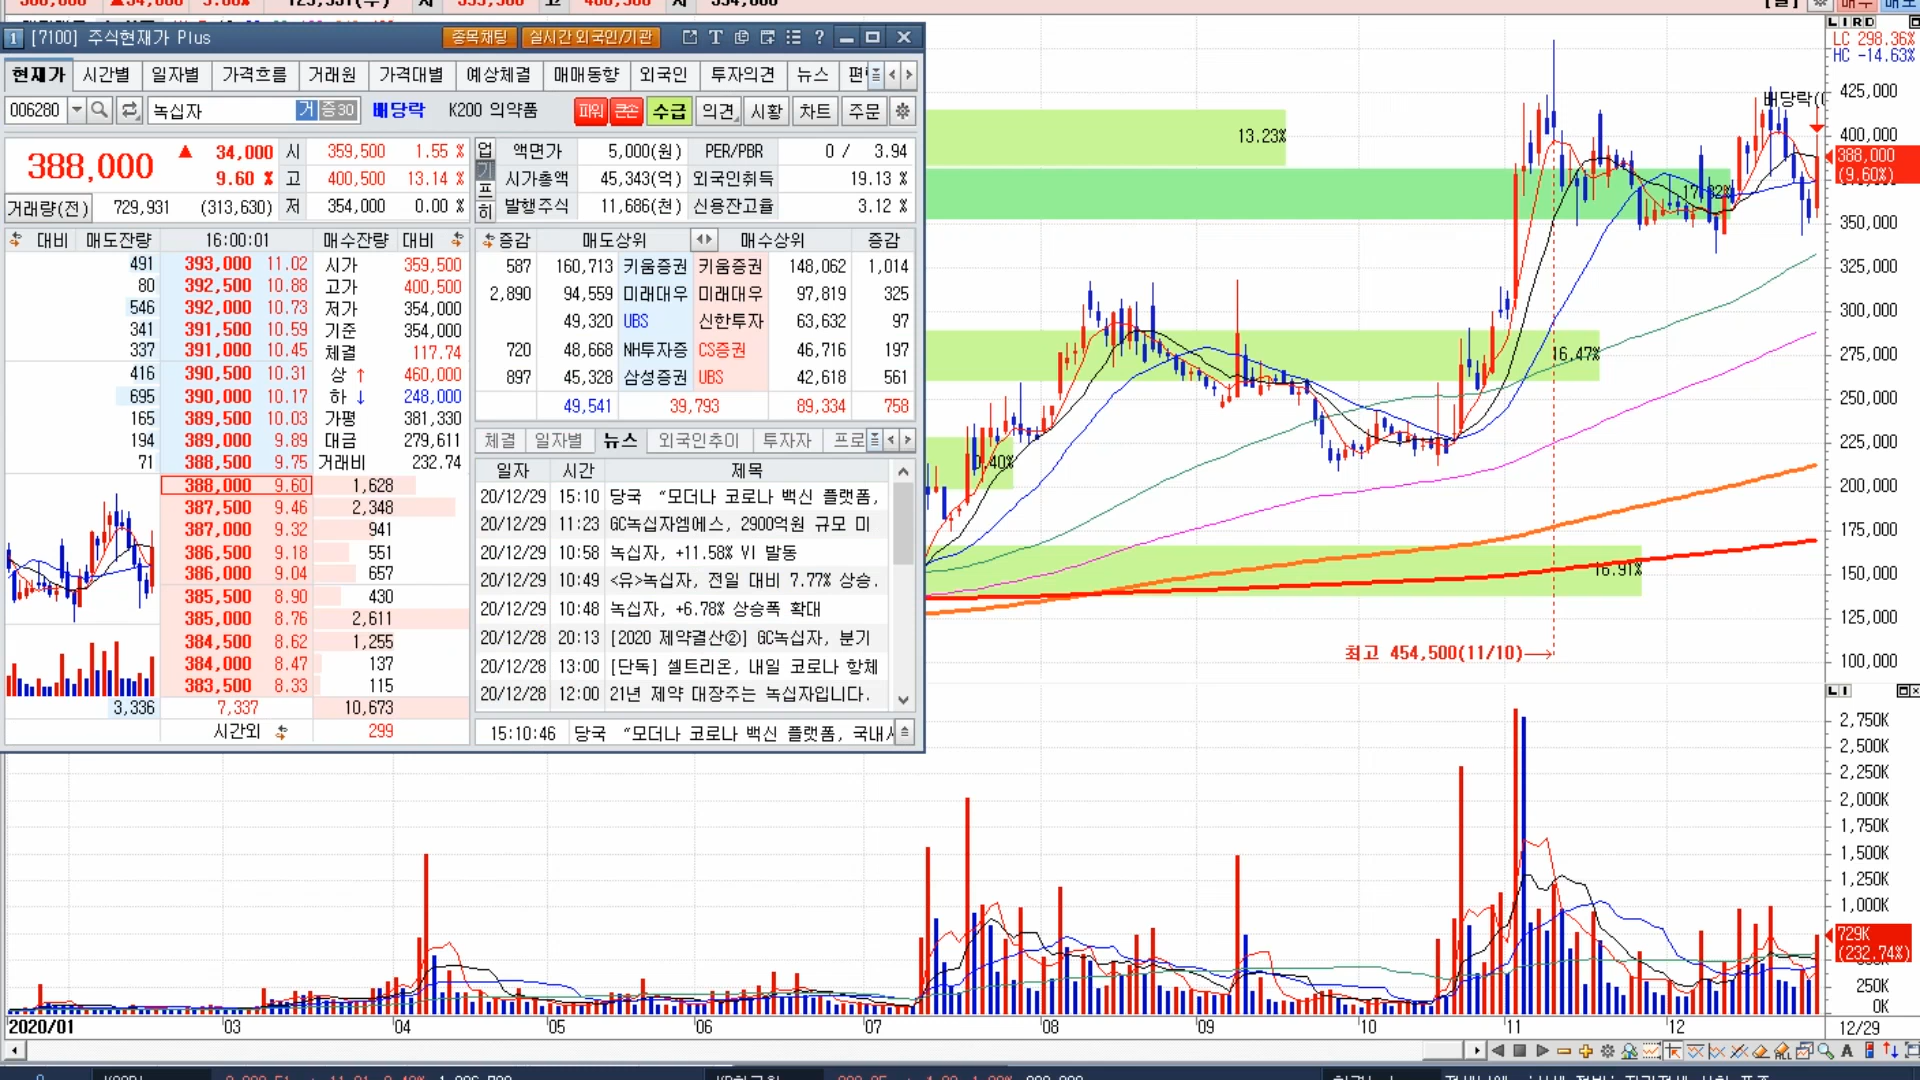 [7100] 주식현재가 Plus 종목채팅 실시간 외국인/기관
현재가 시간별 일자별 가격흐름 거래원 가격대별 예상체결 매매동향 외국인 투자의견 뉴스
006280 녹십자 거 증30 배당락 K200 의약품 파워 큰손 수급 의견 시황 차트 주문
388,000 ▲ 34,000 9.60 %
시 359,500 1.55 %
고 400,500 13.14 %
저 354,000 0.00 %
거래량(전) 729,931 (313,630)
업 기 프 히
액면가 5,000(원) PER/PBR 0 / 3.94
시가총액 45,343(억) 외국인취득 19.13 %
발행주식 11,686(천) 신용잔고율 3.12 %
대비 매도잔량 16:00:01 매수잔량 대비
491 393,000 11.02 시가 359,500
80 392,500 10.88 고가 400,500
546 392,000 10.73 저가 354,000
341 391,500 10.59 기준 354,000
337 391,000 10.45 체결 117.74
416 390,500 10.31 상 ↑ 460,000
695 390,000 10.17 하 ↓ 248,000
165 389,500 10.03 가평 381,330
194 389,000 9.89 대금 279,611
71 388,500 9.75 거래비 232.74
388,000 9.60 1,628
387,500 9.46 2,348
387,000 9.32 941
386,500 9.18 551
386,000 9.04 657
385,500 8.90 430
385,000 8.76 2,611
384,500 8.62 1,255
384,000 8.47 137
383,500 8.33 115
3,336 7,337 10,673
시간외 299
증감 매도상위 매수상위 증감
587 160,713 키움증권 키움증권 148,062 1,014
2,890 94,559 미래대우 미래대우 97,819 325
49,320 UBS 신한투자 63,632 97
720 48,668 NH투자증 CS증권 46,716 197
897 45,328 삼성증권 UBS 42,618 561
49,541 39,793 89,334 758
체결 일자별 뉴스 외국인추이 투자자 프로
일자 시간 제목
20/12/29 15:10 당국 “모더나 코로나 백신 플랫폼,
20/12/29 11:23 GC녹십자엠에스, 2900억원 규모 미
20/12/29 10:58 녹십자, +11.58% VI 발동
20/12/29 10:49 <유>녹십자, 전일 대비 7.77% 상승.
20/12/29 10:48 녹십자, +6.78% 상승폭 확대
20/12/28 20:13 [2020 제약결산②] GC녹십자, 분기
20/12/28 13:00 [단독] 셀트리온, 내일 코로나 항체
20/12/28 12:00 21년 제약 대장주는 녹십자입니다.
15:10:46 당국 “모더나 코로나 백신 플랫폼, 국내
L I R D
LC 298.36%
HC -14.63%
배당락(
13.23%
17.82%
16.47%
16.91%
최고 454,500(11/10)
425,000
400,000
388,000
(9.60%)
350,000
325,000
300,000
275,000
250,000
225,000
200,000
175,000
150,000
125,000
100,000
L I
2,750K
2,500K
2,250K
2,000K
1,750K
1,500K
1,250K
1,000K
729K
(232.74%)
250K
0K
2020/01 03 04 05 06 07 08 09 10 11 12 12/29